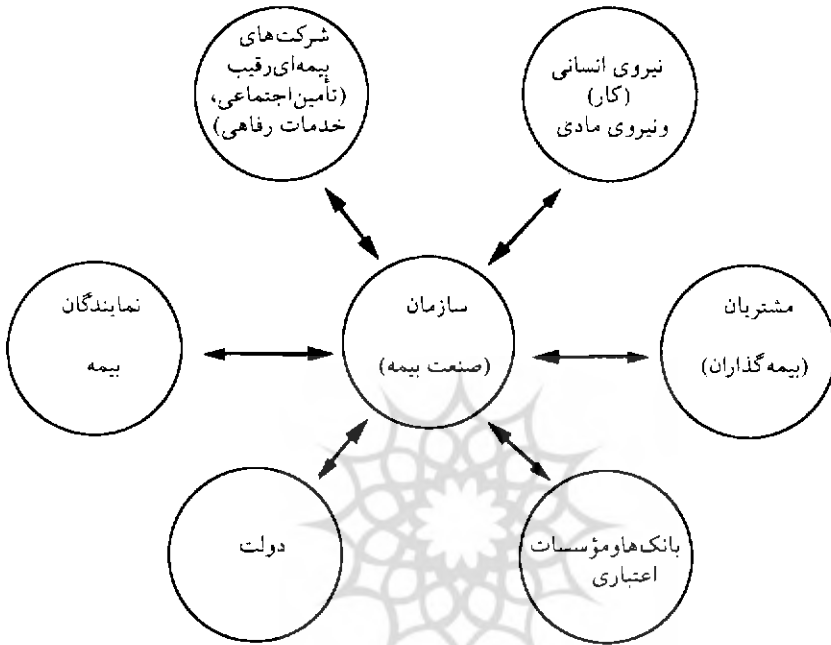 نیروی انسانی
(کار)
ونیروی مادی
شرکت‌های
بیمه‌ای رقیب
(تأمین اجتماعی،
خدمات رفاهی)
مشتریان
(بیمه گذاران)
سازمان
(صنعت بیمه)
نمایندگان
بیمه
بانک‌هاومؤسسات
اعتباری
دولت